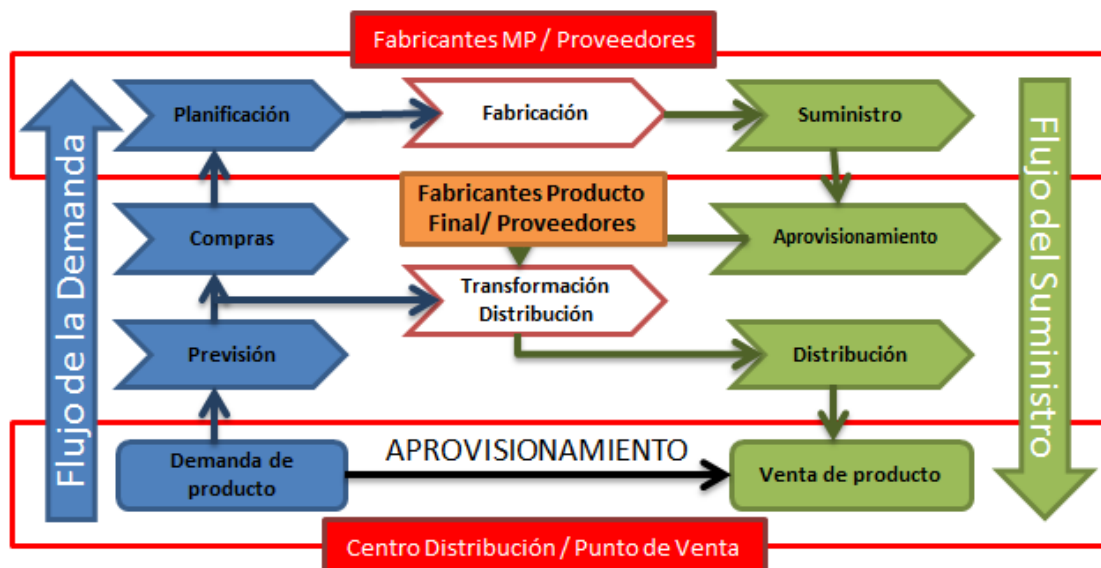 Fabricantes MP / Proveedores
Flujo de la Demanda
Planificación
Fabricación
Suministro
Flujo del Suministro
Fabricantes Producto
Final/ Proveedores
Compras
Aprovisionamiento
Transformación
Distribución
Previsión
Distribución
Demanda de
producto
APROVISIONAMIENTO
Venta de producto
Centro Distribución / Punto de Venta